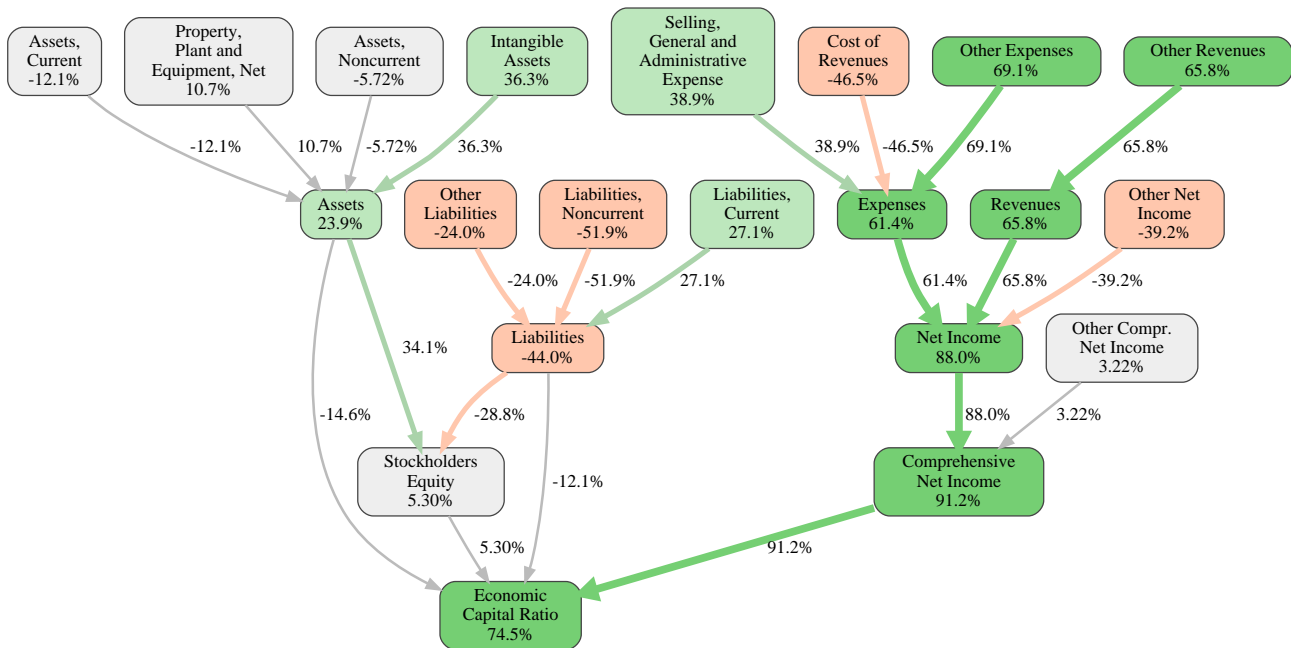 Assets,
Current
-12.1%
Property,
Plant and
Equipment, Net
10.7%
Assets,
Noncurrent
-5.72%
Intangible
Assets
36.3%
Selling,
General and
Administrative
Expense
38.9%
Cost of
Revenues
-46.5%
Other Expenses
69.1%
Other Revenues
65.8%
-12.1%
10.7%
-5.72%
36.3%
38.9%
-46.5%
69.1%
65.8%
Assets
23.9%
Other
Liabilities
-24.0%
Liabilities,
Noncurrent
-51.9%
Liabilities,
Current
27.1%
Expenses
61.4%
Revenues
65.8%
Other Net
Income
-39.2%
-24.0%
-51.9%
27.1%
61.4%
65.8%
-39.2%
Liabilities
-44.0%
Net Income
88.0%
Other Compr.
Net Income
3.22%
34.1%
-14.6%
-28.8%
88.0%
3.22%
Stockholders
Equity
5.30%
-12.1%
Comprehensive
Net Income
91.2%
5.30%
91.2%
Economic
Capital Ratio
74.5%